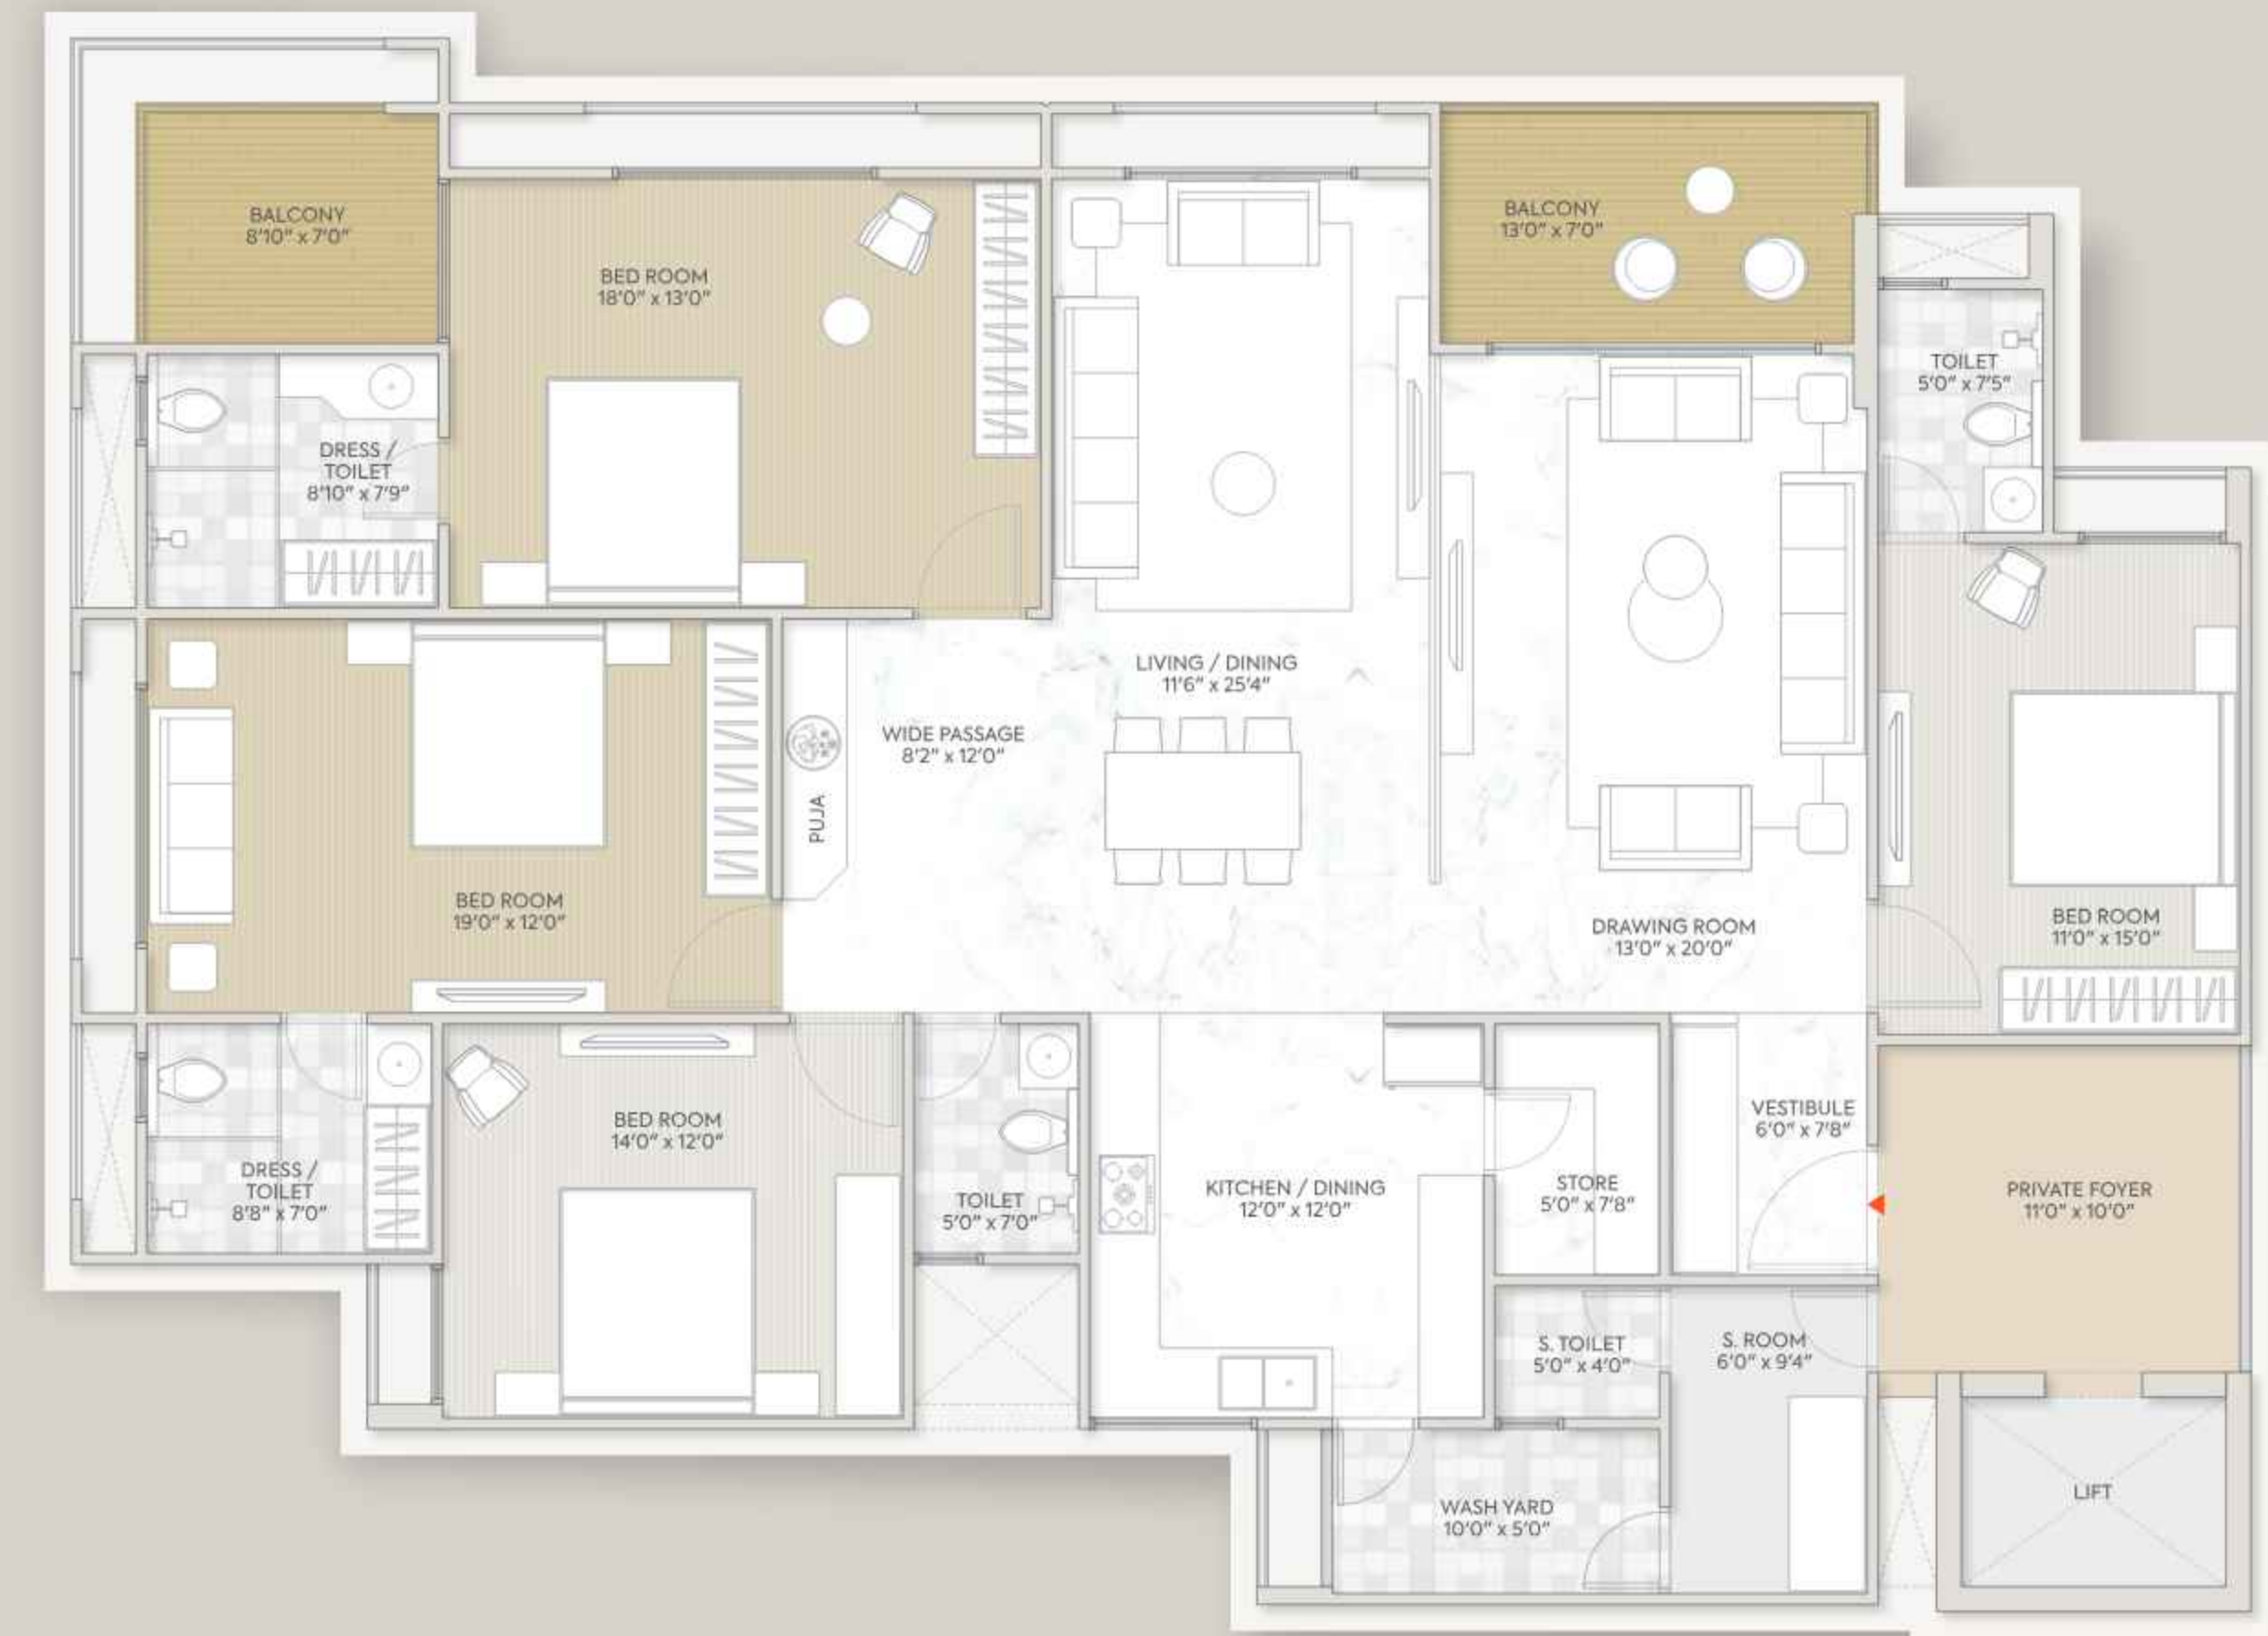 BALCONY
8'10" x 7'0"
BED ROOM
18'0" x 13'0"
BALCONY
13'0" x 7'0"
TOILET
5'0" x 7'5"
DRESS /
TOILET
8'10" x 7'9"
LIVING / DINING
11'6" x 25'4"
WIDE PASSAGE
8'2" x 12'0"
PUJA
BED ROOM
19'0" x 12'0"
DRAWING ROOM
13'0" x 20'0"
BED ROOM
11'0" x 15'0"
DRESS /
TOILET
8'8" x 7'0"
BED ROOM
14'0" x 12'0"
TOILET
5'0" x 7'0"
KITCHEN / DINING
12'0" x 12'0"
STORE
5'0" x 7'8"
VESTIBULE
6'0" x 7'8"
PRIVATE FOYER
11'0" x 10'0"
S. TOILET
5'0" x 4'0"
S. ROOM
6'0" x 9'4"
WASH YARD
10'0" x 5'0"
LIFT